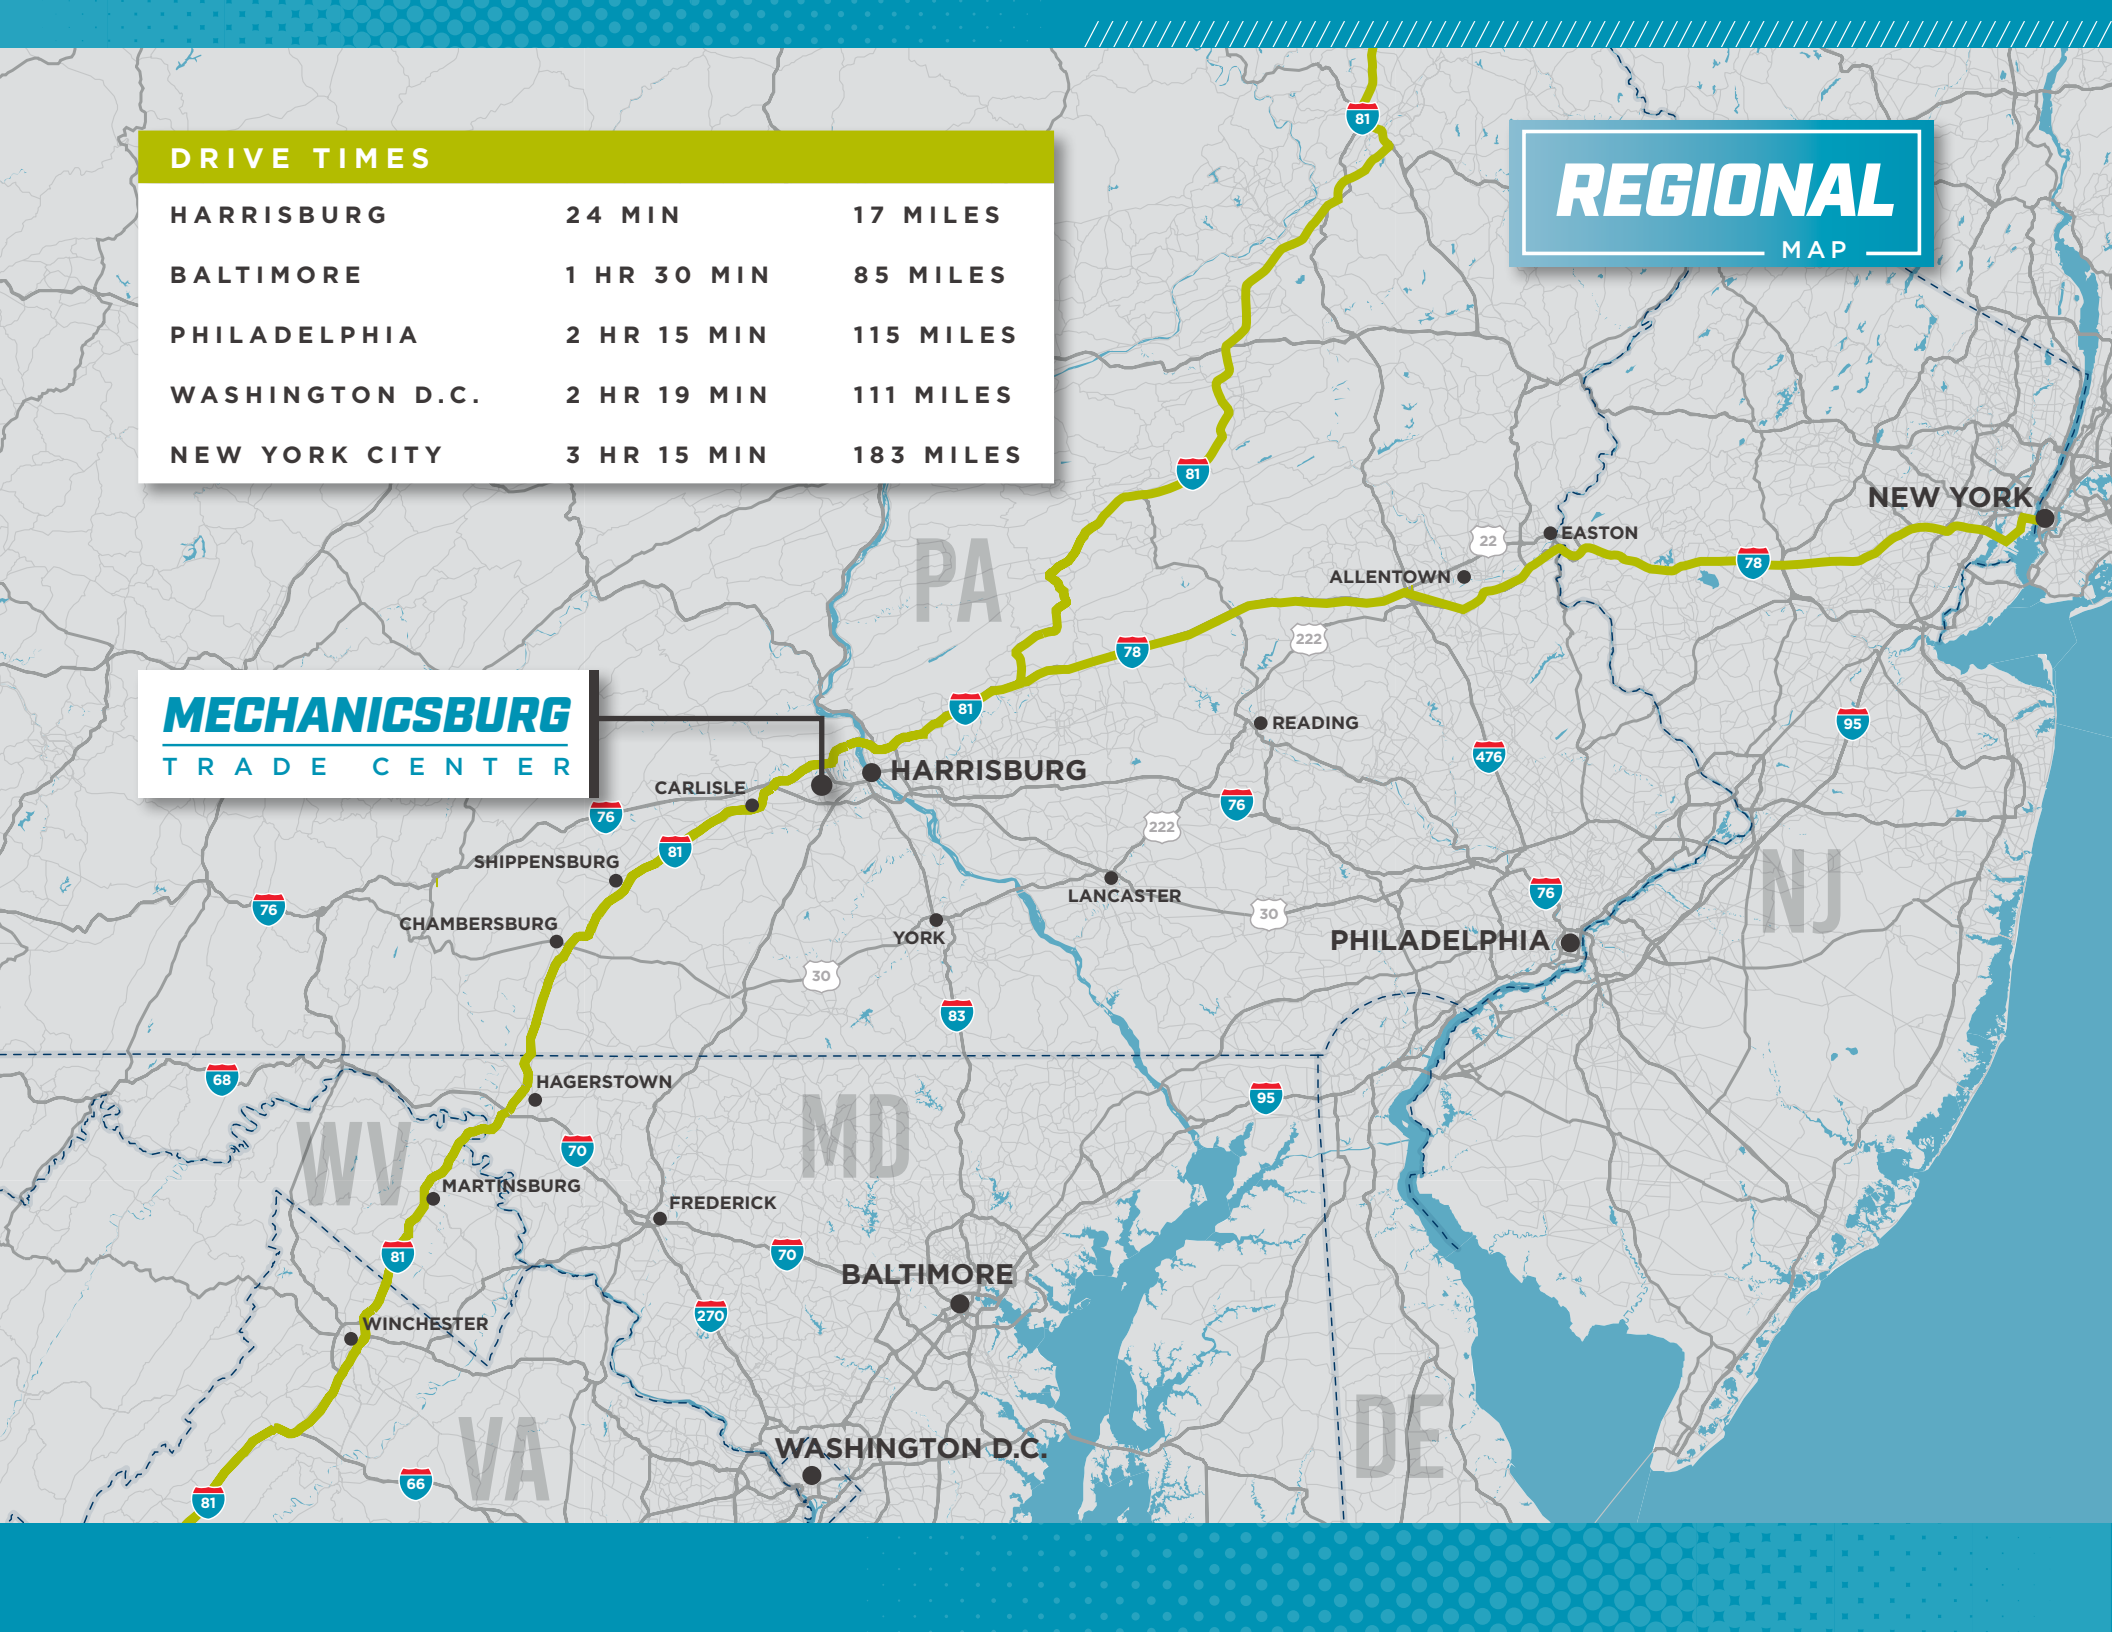 DRIVE TIMES
HARRISBURG 24 MIN 17 MILES
BALTIMORE 1 HR 30 MIN 85 MILES
PHILADELPHIA 2 HR 15 MIN 115 MILES
WASHINGTON D.C. 2 HR 19 MIN 111 MILES
NEW YORK CITY 3 HR 15 MIN 183 MILES
REGIONAL
MAP
81
81
NEW YORK
22
EASTON
78
ALLENTOWN
PA
222
78
81
MECHANICSBURG
TRADE CENTER
READING
95
476
HARRISBURG
CARLISLE
76
76
222
81
SHIPPENSBURG
NJ
76
LANCASTER
76
30
CHAMBERSBURG
YORK
PHILADELPHIA
30
83
68
HAGERSTOWN
95
MD
WV
70
MARTINSBURG
FREDERICK
81
70
BALTIMORE
270
WINCHESTER
DE
VA
WASHINGTON D.C.
66
81